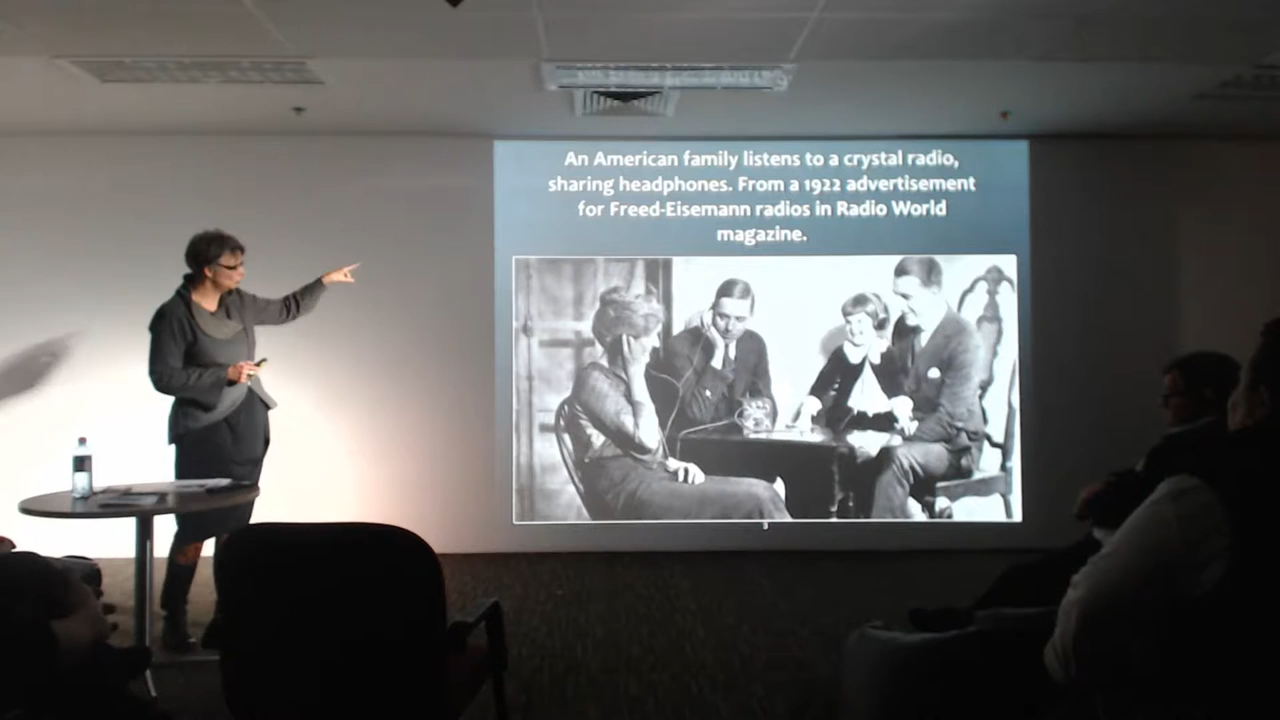 An American family listens to a crystal radio,
sharing headphones. From a 1922 advertisement
for Freed-Eisemann radios in Radio World
magazine.